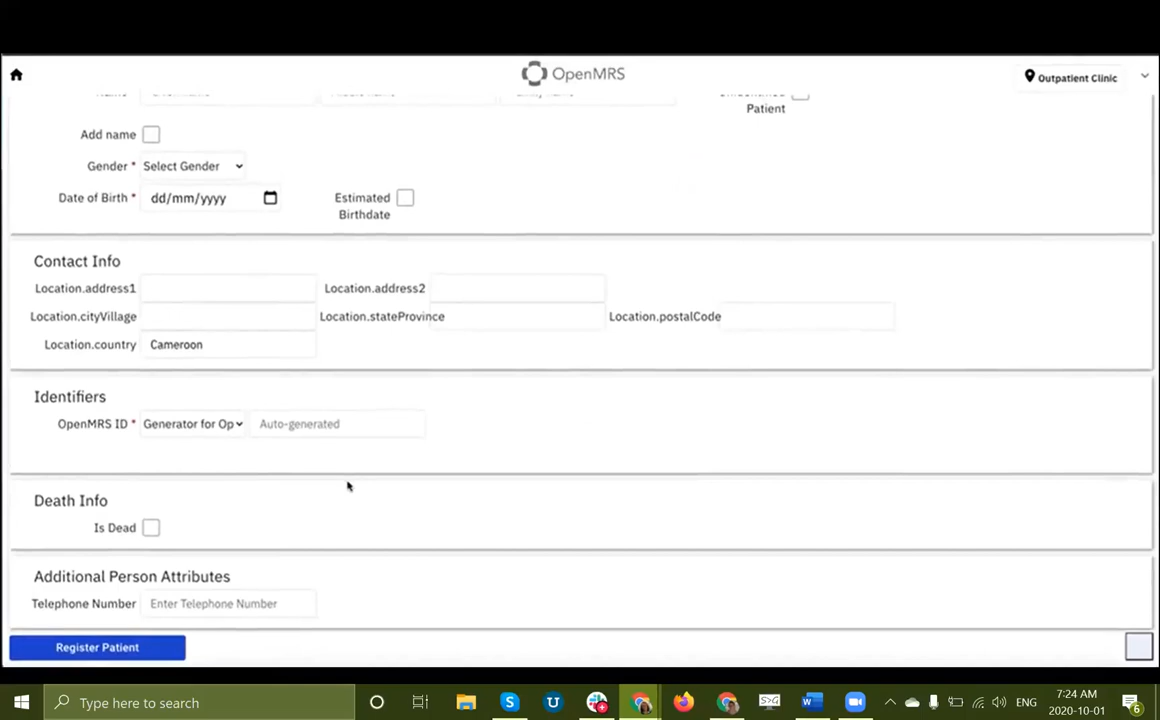 OpenMRS
Outpatient Clinic
Patient
Add name
Gender * Select Gender
Date of Birth * dd/mm/yyyy
Estimated
Birthdate
Contact Info
Location.address1
Location.address2
Location.cityVillage
Location.stateProvince
Location.postalCode
Location.country Cameroon
Identifiers
OpenMRS ID * Generator for Op Auto-generated
Death Info
Is Dead
Additional Person Attributes
Telephone Number Enter Telephone Number
Register Patient
Type here to search
ENG
7:24 AM
2020-10-01
6